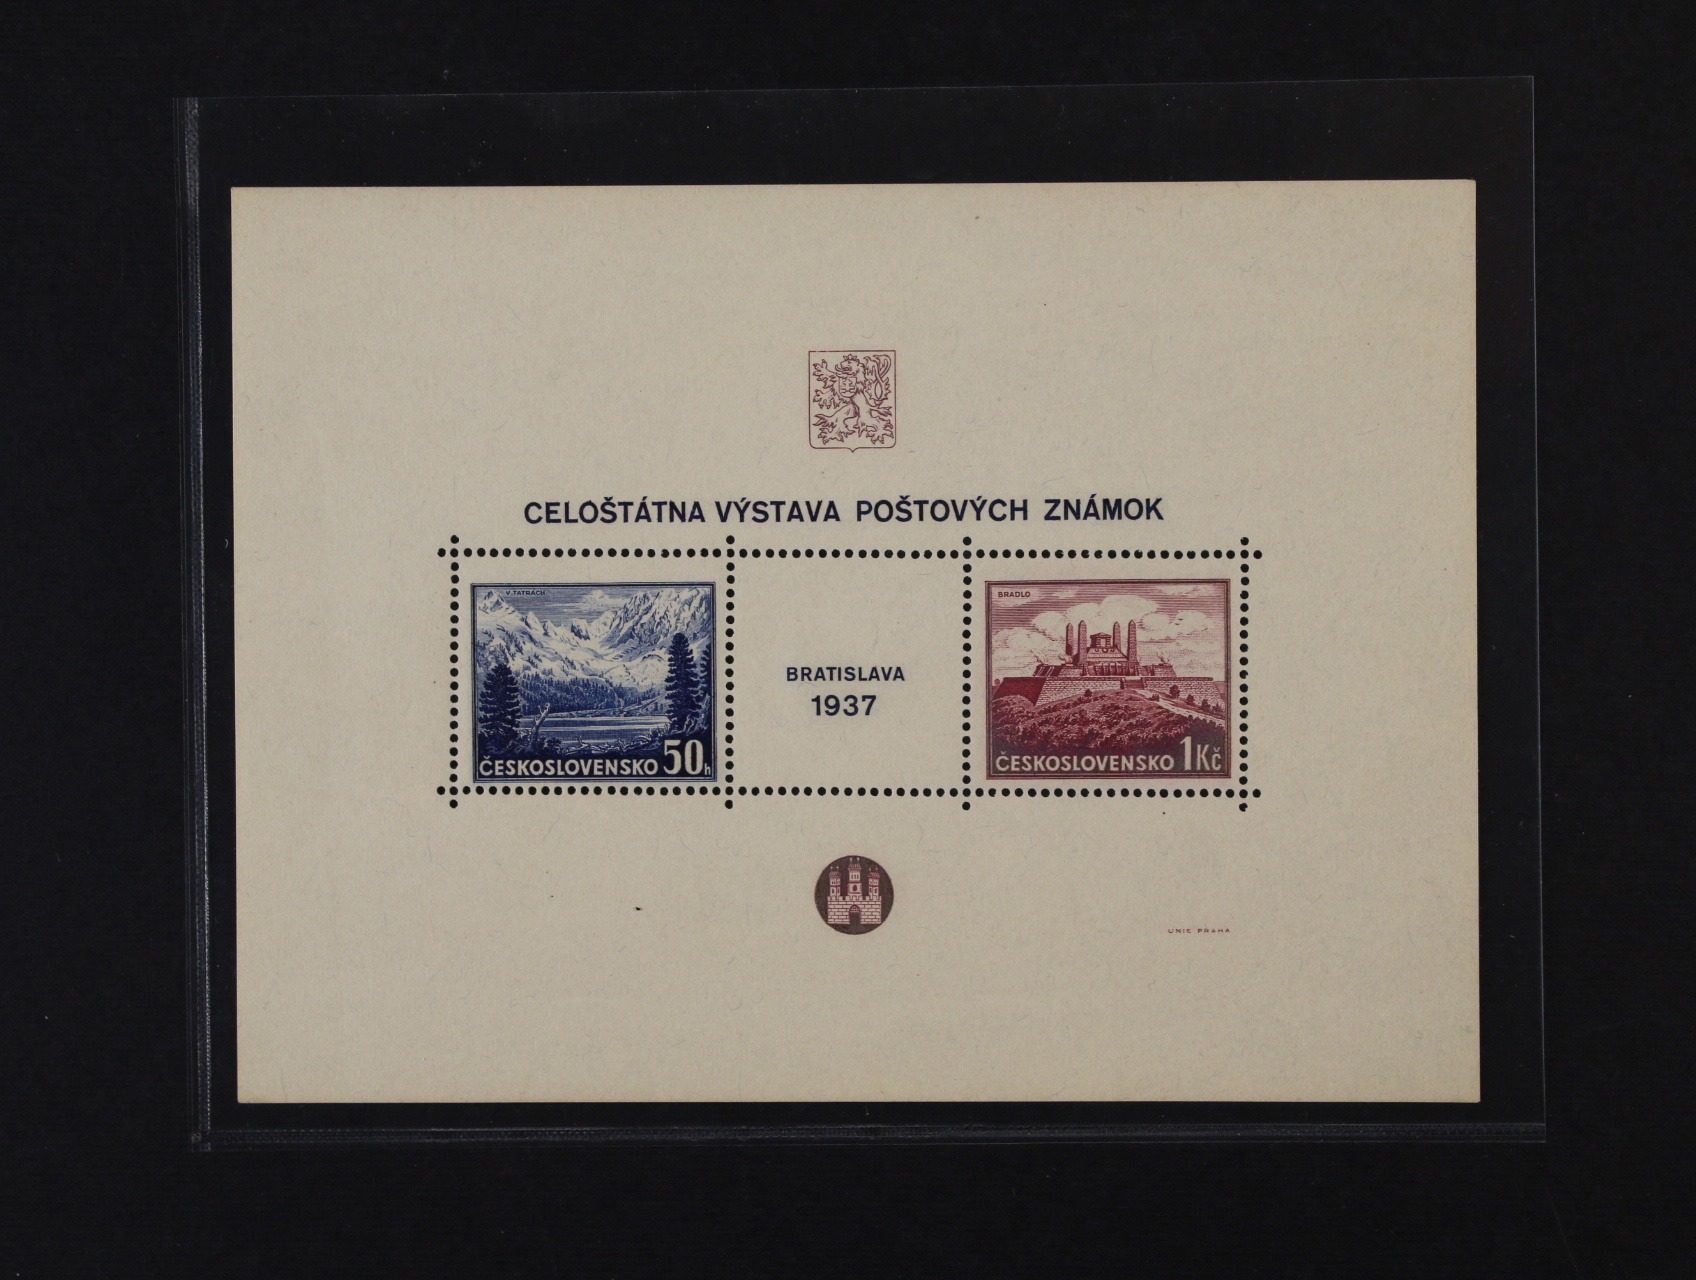 CELOŠTÁTNA VÝSTAVA POŠTOVÝCH ZNÁMOK
V TATRÁCH
ČESKOSLOVENSKO 50h
BRATISLAVA
1937
BRADLO
ČESKOSLOVENSKO 1Kč
UNIE PRAHA